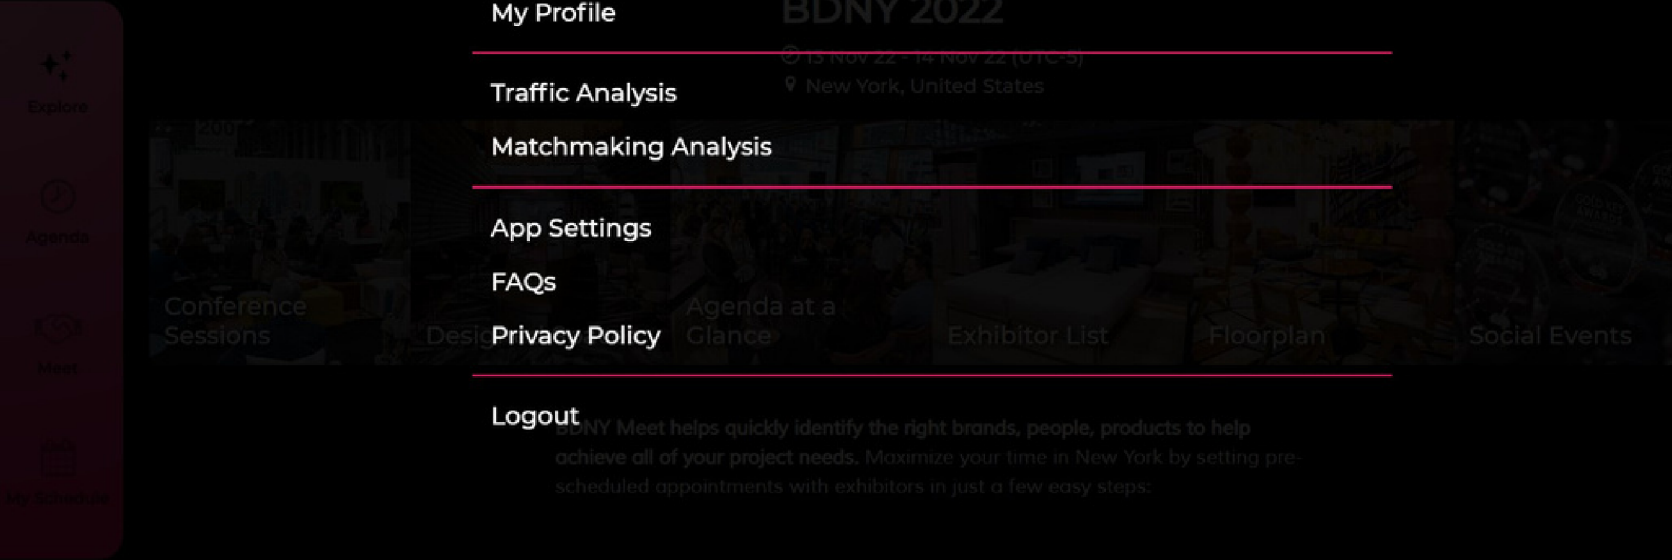 My Profile
BDNY 2022
13 Nov 22 - 14 Nov 22 (UTC-5)
New York, United States
Explore
Traffic Analysis
Matchmaking Analysis
Agenda
App Settings
FAQs
Privacy Policy
Conference
Sessions
Agenda at a
Glance
Exhibitor List
Floorplan
Social Events
Meet
Logout
BDNY Meet helps quickly identify the right brands, people, products to help
achieve all of your project needs. Maximize your time in New York by setting pre-
scheduled appointments with exhibitors in just a few easy steps:
My Schedule